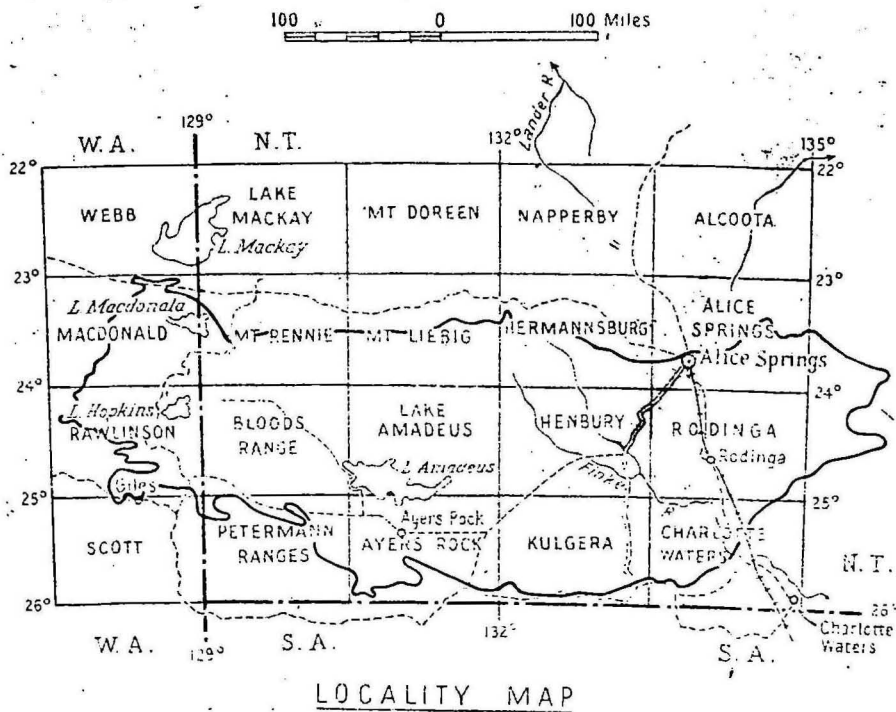 100 0 100 Miles
Lander R
129° 132° 135°
W. A. N. T.
22° 22°
WEBB LAKE MACKAY MT DOREEN NAPPERBY ALCOOTA
L. Mackay
23° 23°
L. Macdonald
MACDONALD MT RENNIE MT LIEBIG HERMANNSBURG ALICE SPRINGS
Alice Springs
24° 24°
L. Hopkins
RAWLINSON BLOODS RANGE LAKE AMADEUS HENBURY RODINGA
L Amadeus Rodinga
Finke
25° 25°
Giles
Ayers Rock
SCOTT PETERMANN RANGES AYERS ROCK KULGERA CHARLOTTE WATERS
N. T.
26° 26°
Charlotte Waters
W. A. S. A. S. A.
129° 132°
LOCALITY MAP